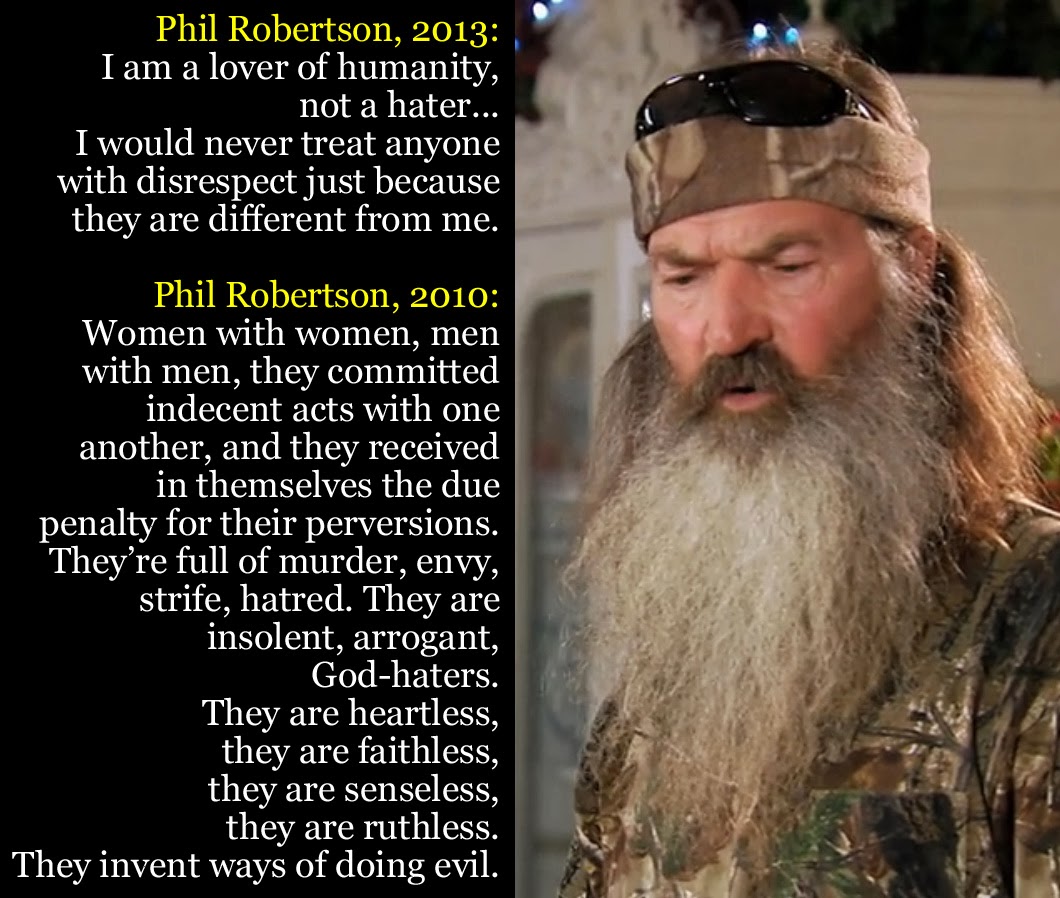 Phil Robertson, 2013:
I am a lover of humanity,
not a hater...
I would never treat anyone
with disrespect just because
they are different from me.
Phil Robertson, 2010:
Women with women, men
with men, they committed
indecent acts with one
another, and they received
in themselves the due
penalty for their perversions.
They’re full of murder, envy,
strife, hatred. They are
insolent, arrogant,
God-haters.
They are heartless,
they are faithless,
they are senseless,
they are ruthless.
They invent ways of doing evil.